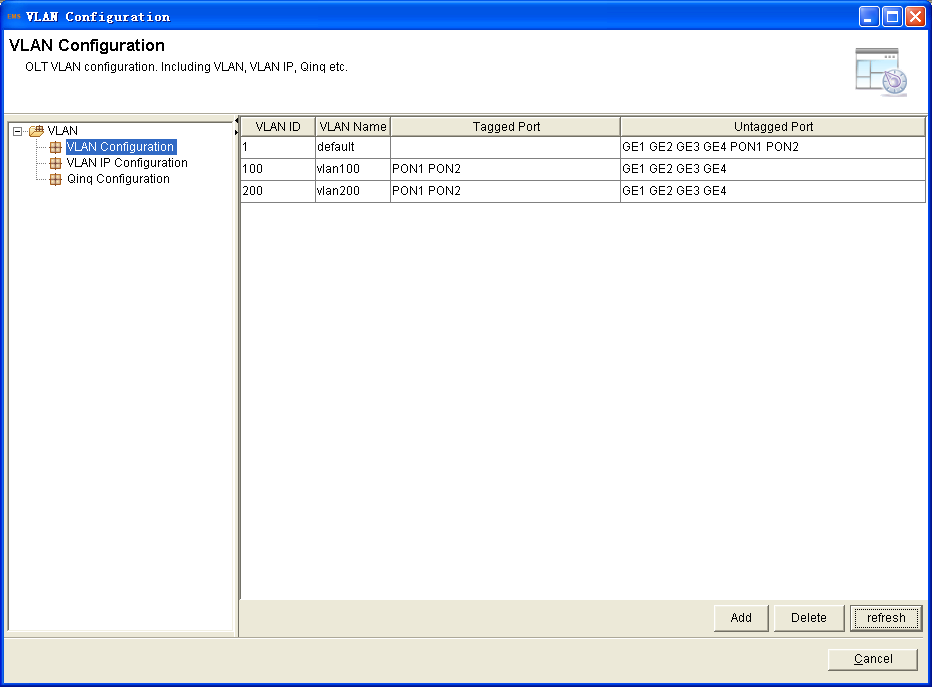 EMS VLAN Configuration
VLAN Configuration
OLT VLAN configuration. Including VLAN, VLAN IP, Qinq etc.
VLAN
VLAN Configuration
VLAN IP Configuration
Qinq Configuration
VLAN ID VLAN Name Tagged Port Untagged Port
1 default GE1 GE2 GE3 GE4 PON1 PON2
100 vlan100 PON1 PON2 GE1 GE2 GE3 GE4
200 vlan200 PON1 PON2 GE1 GE2 GE3 GE4
Add Delete refresh
Cancel